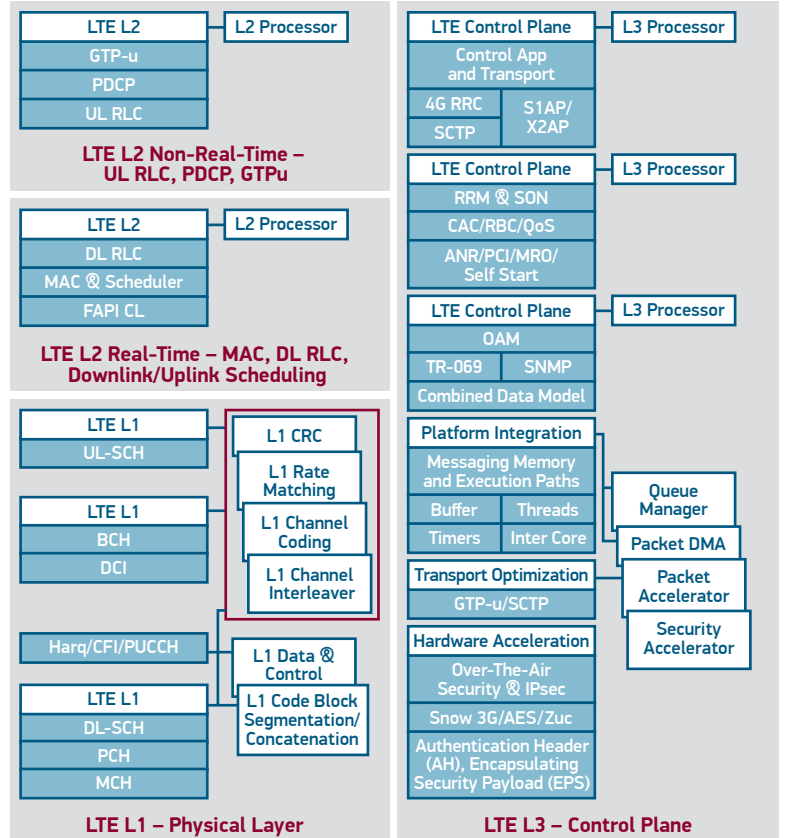 LTE L2
L2 Processor
GTP-u
PDCP
UL RLC
LTE L2 Non-Real-Time –
UL RLC, PDCP, GTPu
LTE L2
L2 Processor
DL RLC
MAC & Scheduler
FAPI CL
LTE L2 Real-Time – MAC, DL RLC,
Downlink/Uplink Scheduling
LTE L1
UL-SCH
L1 CRC
L1 Rate
Matching
L1 Channel
Coding
L1 Channel
Interleaver
LTE L1
BCH
DCI
Harq/CFI/PUCCH
L1 Data &
Control
L1 Code Block
Segmentation/
Concatenation
LTE L1
DL-SCH
PCH
MCH
LTE L1 – Physical Layer
LTE Control Plane
L3 Processor
Control App
and Transport
4G RRC
SCTP
S1AP/
X2AP
LTE Control Plane
L3 Processor
RRM & SON
CAC/RBC/QoS
ANR/PCI/MRO/
Self Start
LTE Control Plane
L3 Processor
OAM
TR-069
SNMP
Combined Data Model
Platform Integration
Messaging Memory
and Execution Paths
Buffer
Threads
Timers
Inter Core
Queue
Manager
Packet DMA
Packet
Accelerator
Security
Accelerator
Transport Optimization
GTP-u/SCTP
Hardware Acceleration
Over-The-Air
Security & IPsec
Snow 3G/AES/Zuc
Authentication Header
(AH), Encapsulating
Security Payload (EPS)
LTE L3 – Control Plane